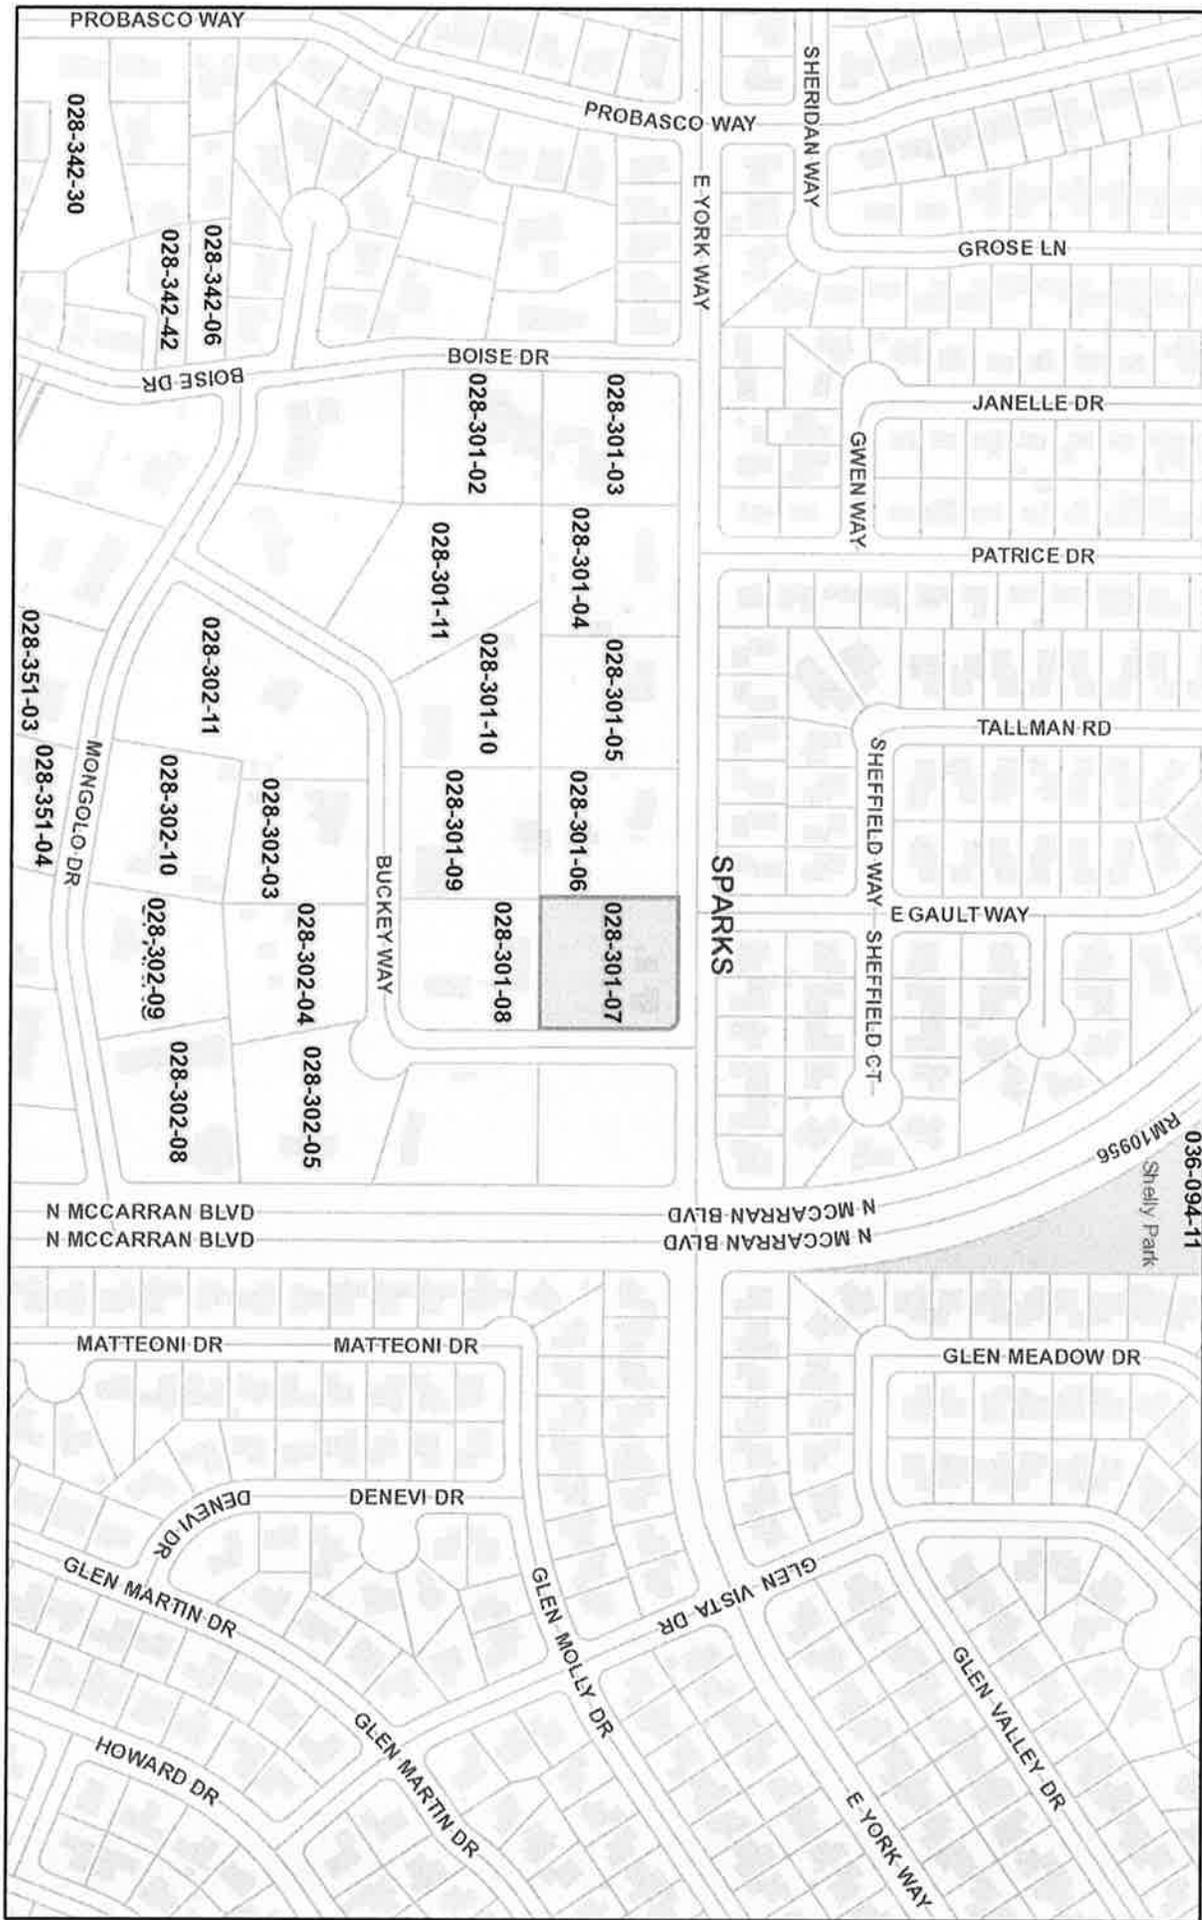 PROBASCO WAY
PROBASCO WAY
SHERIDAN WAY
E YORK WAY
GROSE LN
028-342-30
028-342-06
028-342-42
BOISE DR
BOISE DR
JANELLE DR
GWEN WAY
028-301-02
028-301-03
PATRICE DR
028-301-04
028-301-11
028-301-05
028-301-10
TALLMAN RD
SHEFFIELD WAY
028-302-11
028-351-03
028-351-04
MONGOLO DR
028-302-10
028-302-03
028-301-09
028-301-06
BUCKEY WAY
SPARKS
E GAULT WAY
SHEFFIELD CT
028-302-09
028-302-04
028-301-08
028-301-07
028-302-08
028-302-05
RM10956
036-094-11
Shelly Park
N MCCARRAN BLVD
N MCCARRAN BLVD
N MCCARRAN BLVD
N MCCARRAN BLVD
MATTEONI DR
MATTEONI DR
GLEN MEADOW DR
DENEVI DR
DENEVI DR
GLEN MARTIN DR
GLEN MOLLY DR
GLEN VISTA DR
GLEN VALLEY DR
GLEN MARTIN DR
HOWARD DR
E YORK WAY